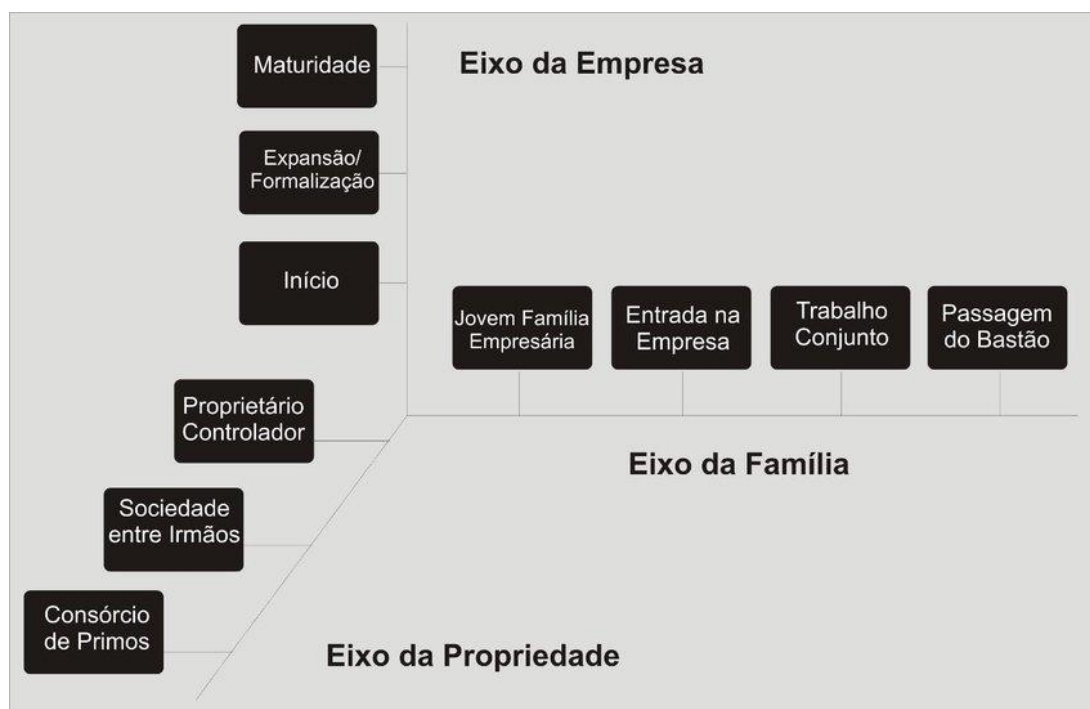 Maturidade
Eixo da Empresa
Expansão/
Formalização
Início
Jovem Família
Empresária
Entrada na
Empresa
Trabalho
Conjunto
Passagem
do Bastão
Proprietário
Controlador
Eixo da Família
Sociedade
entre Irmãos
Consórcio
de Primos
Eixo da Propriedade